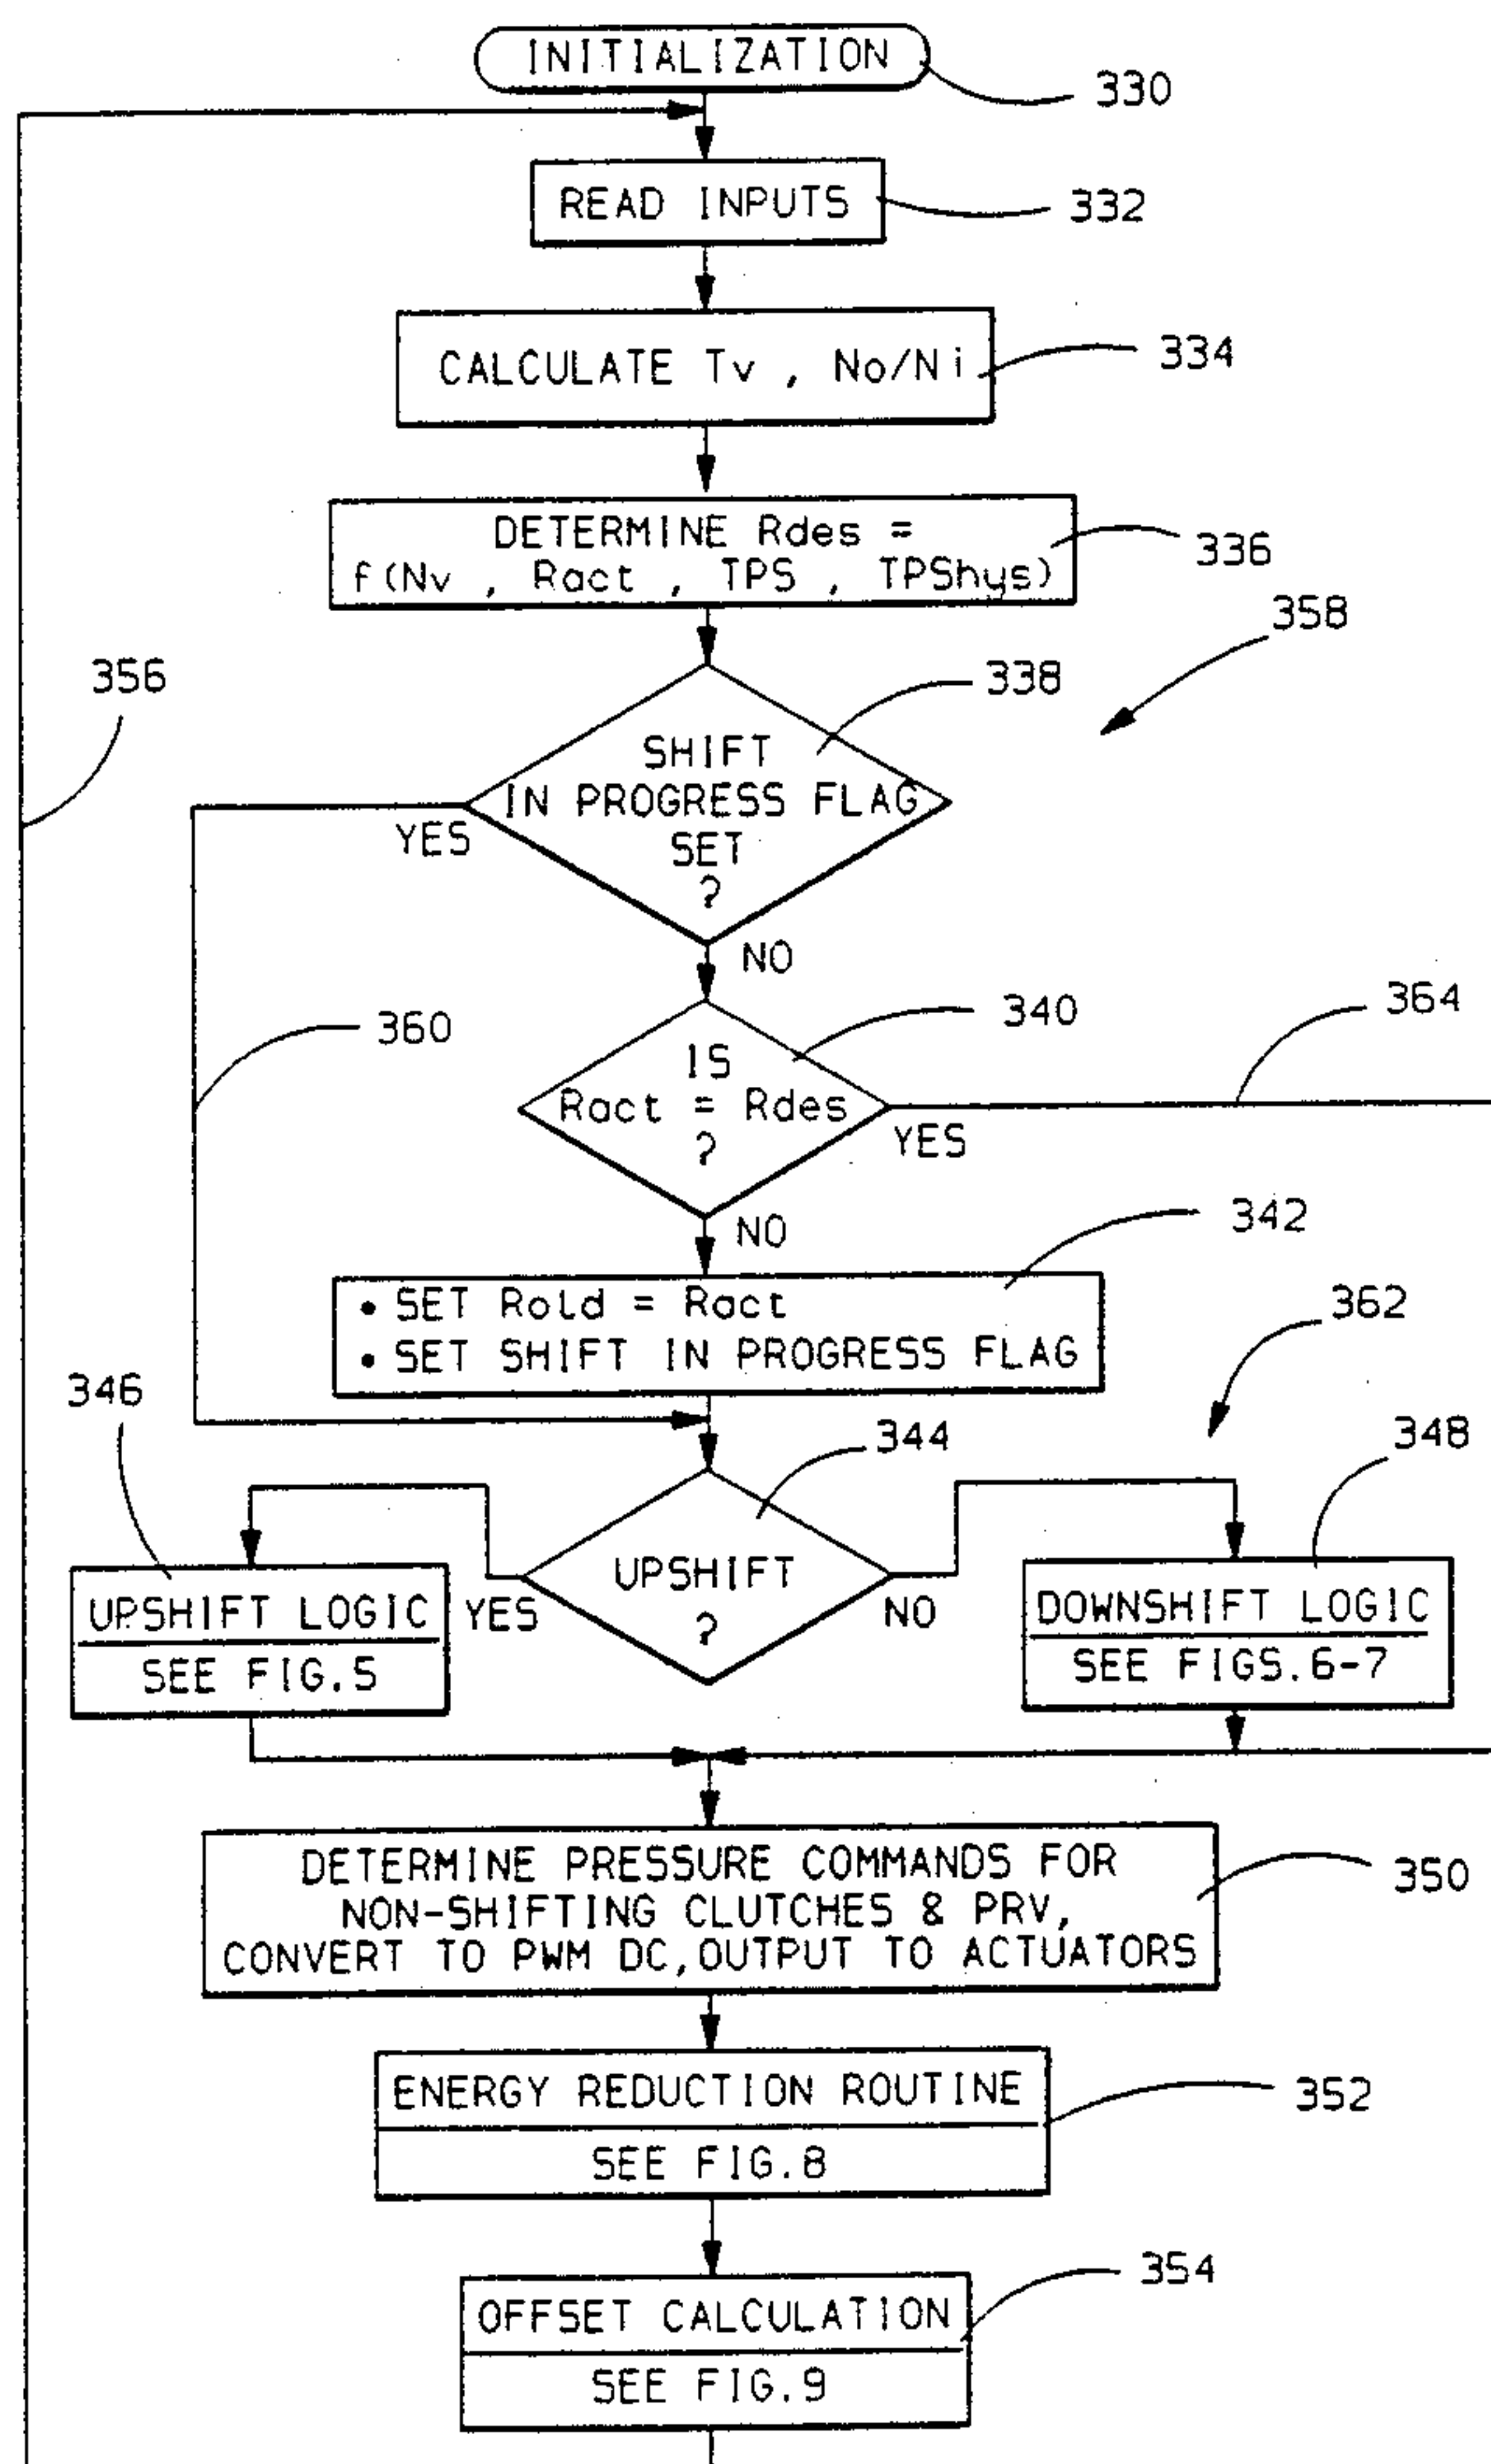 INITIALIZATION
330
READ INPUTS
332
CALCULATE Tv , No/Ni
334
DETERMINE Rdes =
f(Nv , Ract , TPS , TPShys)
336
358
356
338
SHIFT
IN PROGRESS FLAG
SET
?
YES
NO
360
340
364
IS
Ract = Rdes
?
YES
NO
342
• SET Rold = Ract
• SET SHIFT IN PROGRESS FLAG
362
346
344
348
UPSHIFT
?
YES
NO
UPSHIFT LOGIC
SEE FIG.5
DOWNSHIFT LOGIC
SEE FIGS.6-7
DETERMINE PRESSURE COMMANDS FOR
NON-SHIFTING CLUTCHES & PRV,
CONVERT TO PWM DC,OUTPUT TO ACTUATORS
350
ENERGY REDUCTION ROUTINE
SEE FIG.8
352
OFFSET CALCULATION
SEE FIG.9
354